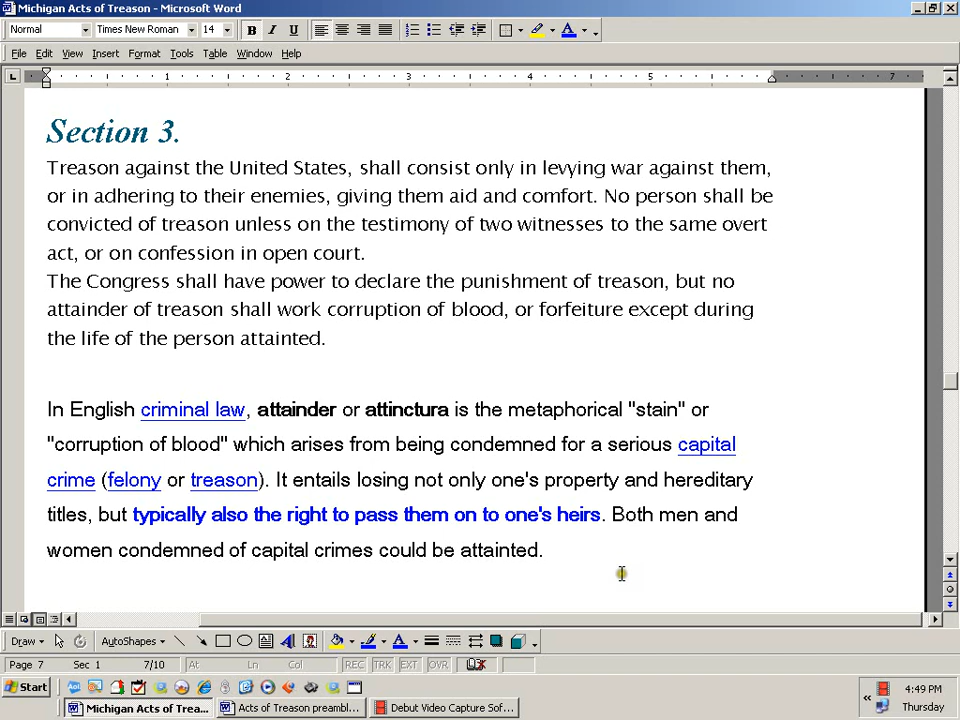 Michigan Acts of Treason - Microsoft Word
Normal Times New Roman 14 B I U A
File Edit View Insert Format Tools Table Window Help
L 1 2 3 4 5 7
Section 3.
Treason against the United States, shall consist only in levying war against them,
or in adhering to their enemies, giving them aid and comfort. No person shall be
convicted of treason unless on the testimony of two witnesses to the same overt
act, or on confession in open court.
The Congress shall have power to declare the punishment of treason, but no
attainder of treason shall work corruption of blood, or forfeiture except during
the life of the person attainted.
In English criminal law, attainder or attinctura is the metaphorical "stain" or
"corruption of blood" which arises from being condemned for a serious capital
crime (felony or treason). It entails losing not only one's property and hereditary
titles, but typically also the right to pass them on to one's heirs. Both men and
women condemned of capital crimes could be attainted.
Draw AutoShapes A
Page 7 Sec 1 7/10 At Ln Col REC TRK EXT OVR
Start 4:49 PM
Michigan Acts of Trea... Acts of Treason preambl... Debut Video Capture Sof... Thursday